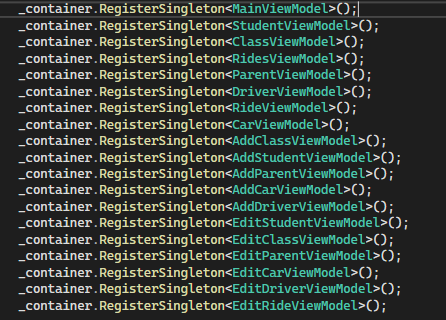 _container.RegisterSingleton<MainViewModel>();
_container.RegisterSingleton<StudentViewModel>();
_container.RegisterSingleton<ClassViewModel>();
_container.RegisterSingleton<RidesViewModel>();
_container.RegisterSingleton<ParentViewModel>();
_container.RegisterSingleton<DriverViewModel>();
_container.RegisterSingleton<RideViewModel>();
_container.RegisterSingleton<CarViewModel>();
_container.RegisterSingleton<AddClassViewModel>();
_container.RegisterSingleton<AddStudentViewModel>();
_container.RegisterSingleton<AddParentViewModel>();
_container.RegisterSingleton<AddCarViewModel>();
_container.RegisterSingleton<AddDriverViewModel>();
_container.RegisterSingleton<EditStudentViewModel>();
_container.RegisterSingleton<EditClassViewModel>();
_container.RegisterSingleton<EditParentViewModel>();
_container.RegisterSingleton<EditCarViewModel>();
_container.RegisterSingleton<EditDriverViewModel>();
_container.RegisterSingleton<EditRideViewModel>();